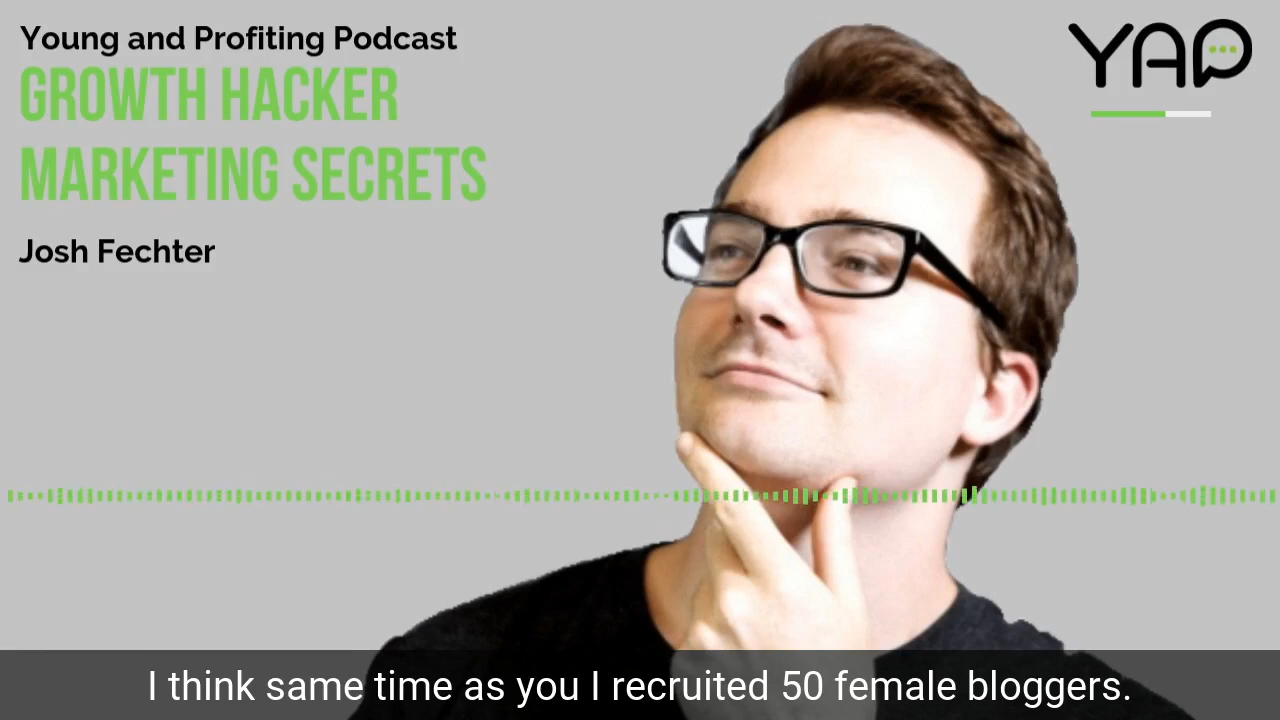 Young and Profiting Podcast
YAP
GROWTH HACKER
MARKETING SECRETS
Josh Fechter
I think same time as you I recruited 50 female bloggers.